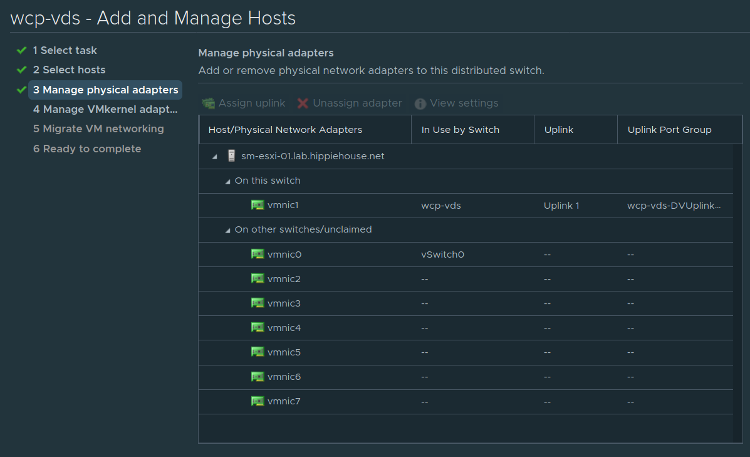 wcp-vds - Add and Manage Hosts
1 Select task
2 Select hosts
3 Manage physical adapters
4 Manage VMkernel adapt...
5 Migrate VM networking
6 Ready to complete
Manage physical adapters
Add or remove physical network adapters to this distributed switch.
Assign uplink Unassign adapter View settings
Host/Physical Network Adapters In Use by Switch Uplink Uplink Port Group
sm-esxi-01.lab.hippiehouse.net
On this switch
vmnic1 wcp-vds Uplink 1 wcp-vds-DVUplink...
On other switches/unclaimed
vmnic0 vSwitch0 -- --
vmnic2 -- -- --
vmnic3 -- -- --
vmnic4 -- -- --
vmnic5 -- -- --
vmnic6 -- -- --
vmnic7 -- -- --